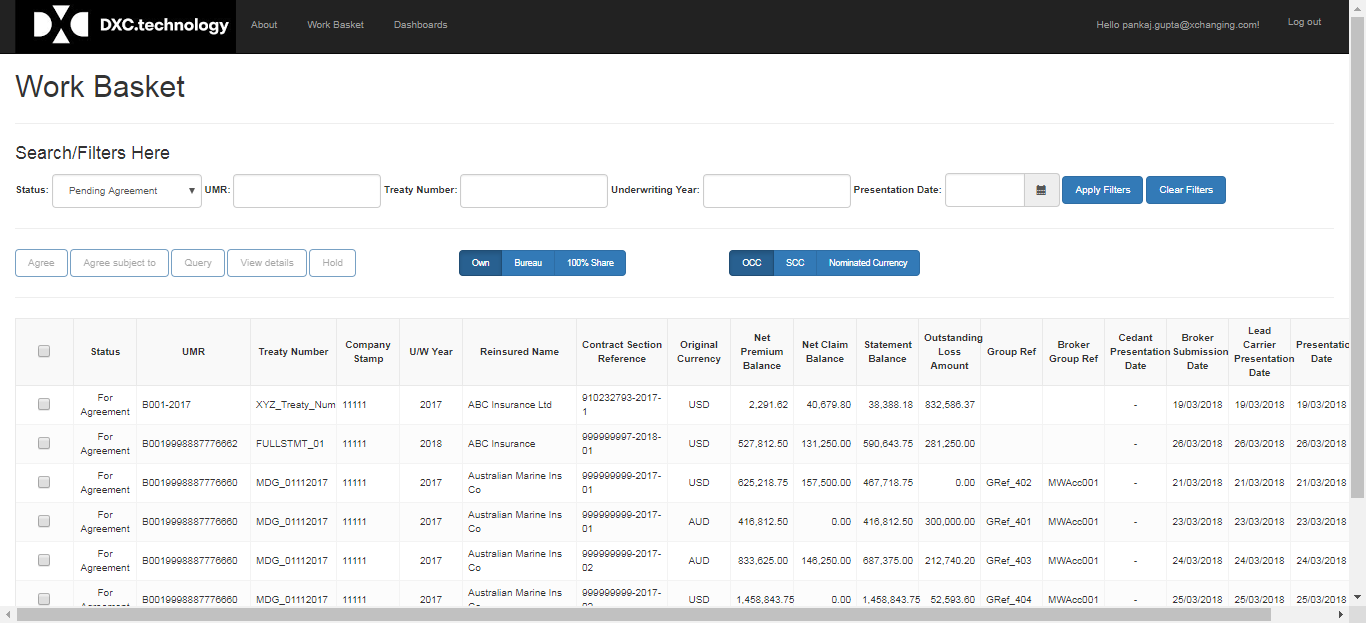 DXC.technology About Work Basket Dashboards Hello pankaj.gupta@xchanging.com! Log out
Work Basket
Search/Filters Here
Status: Pending Agreement UMR: Treaty Number: Underwriting Year: Presentation Date: Apply Filters Clear Filters
Agree Agree subject to Query View details Hold Own Bureau 100% Share OCC SCC Nominated Currency
Status UMR Treaty Number Company Stamp U/W Year Reinsured Name Contract Section Reference Original Currency Net Premium Balance Net Claim Balance Statement Balance Outstanding Loss Amount Group Ref Broker Group Ref Cedant Presentation Date Broker Submission Date Lead Carrier Presentation Date Presentatic Date
For Agreement B001-2017 XYZ_Treaty_Num 11111 2017 ABC Insurance Ltd 910232793-2017-1 USD 2,291.62 40,679.80 38,388.18 832,586.37 - 19/03/2018 19/03/2018 19/03/2018
For Agreement B0019998887776662 FULLSTMT_01 11111 2018 ABC Insurance 999999997-2018-01 USD 527,812.50 131,250.00 590,643.75 281,250.00 - 26/03/2018 26/03/2018 26/03/2018
For Agreement B0019998887776660 MDG_01112017 11111 2017 Australian Marine Ins Co 999999999-2017-01 USD 625,218.75 157,500.00 467,718.75 0.00 GRef_402 MWAcc001 - 21/03/2018 21/03/2018 21/03/2018
For Agreement B0019998887776660 MDG_01112017 11111 2017 Australian Marine Ins Co 999999999-2017-01 AUD 416,812.50 0.00 416,812.50 300,000.00 GRef_401 MWAcc001 - 23/03/2018 23/03/2018 23/03/2018
For Agreement B0019998887776660 MDG_01112017 11111 2017 Australian Marine Ins Co 999999999-2017-02 AUD 833,625.00 146,250.00 687,375.00 212,740.20 GRef_403 MWAcc001 - 24/03/2018 24/03/2018 24/03/2018
For Agreement B0019998887776660 MDG_01112017 11111 2017 Australian Marine Ins Co 999999999-2017- USD 1,458,843.75 0.00 1,458,843.75 52,593.60 GRef_404 MWAcc001 - 25/03/2018 25/03/2018 25/03/2018